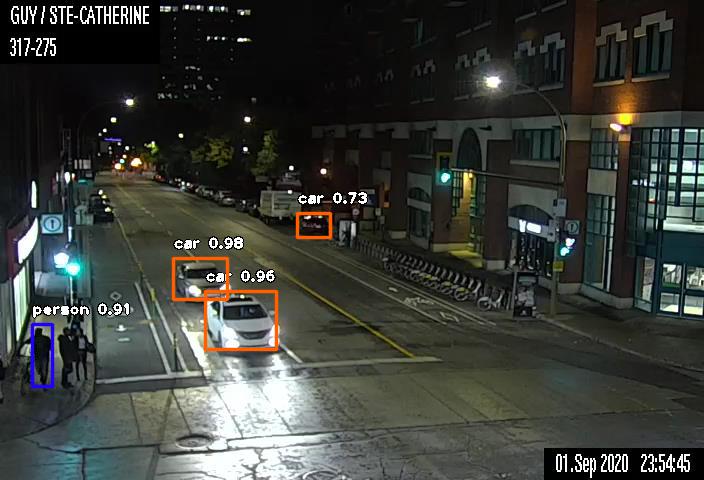 GUY / STE-CATHERINE
317-275
car 0.73
car 0.98
car 0.96
person 0.91
01.Sep 2020 23:54:45